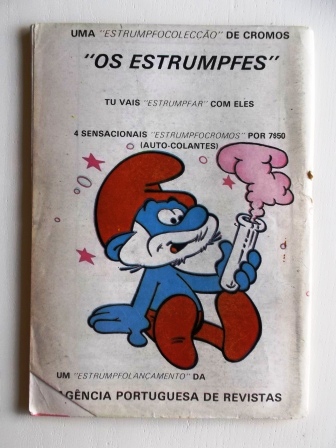 UMA "ESTRUMPFOCOLECÇÃO" DE CROMOS
"OS ESTRUMPFES"
TU VAIS "ESTRUMPFAR" COM ELES
4 SENSACIONAIS "ESTRUMPFOCROMOS" POR 7$50
(AUTO-COLANTES)
UM "ESTRUMPFOLANÇAMENTO" DA
AGÊNCIA PORTUGUESA DE REVISTAS